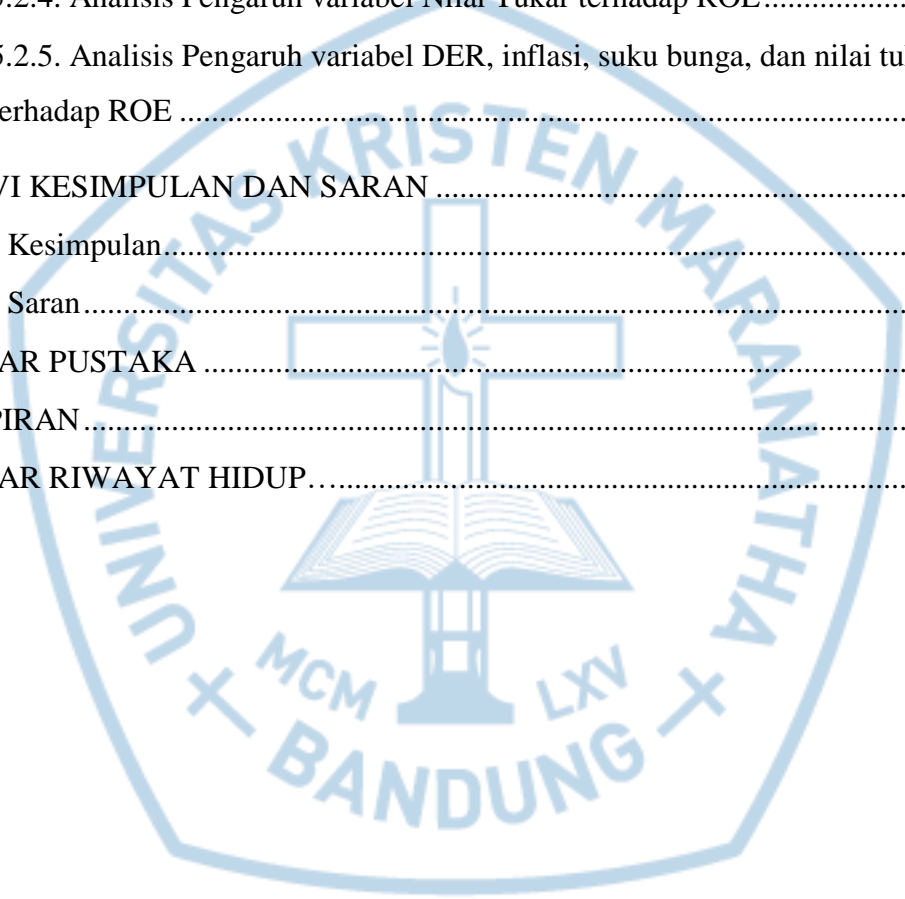 5.2.4. Analisis Pengaruh variabel Nilai Tukar terhadap ROE
5.2.5. Analisis Pengaruh variabel DER, inflasi, suku bunga, dan nilai tu
erhadap ROE
VI KESIMPULAN DAN SARAN
Kesimpulan
Saran
AR PUSTAKA
PIRAN
AR RIWAYAT HIDUP
UNIVERSITAS KRISTEN MARANATHA
MCM LXV
BANDUNG